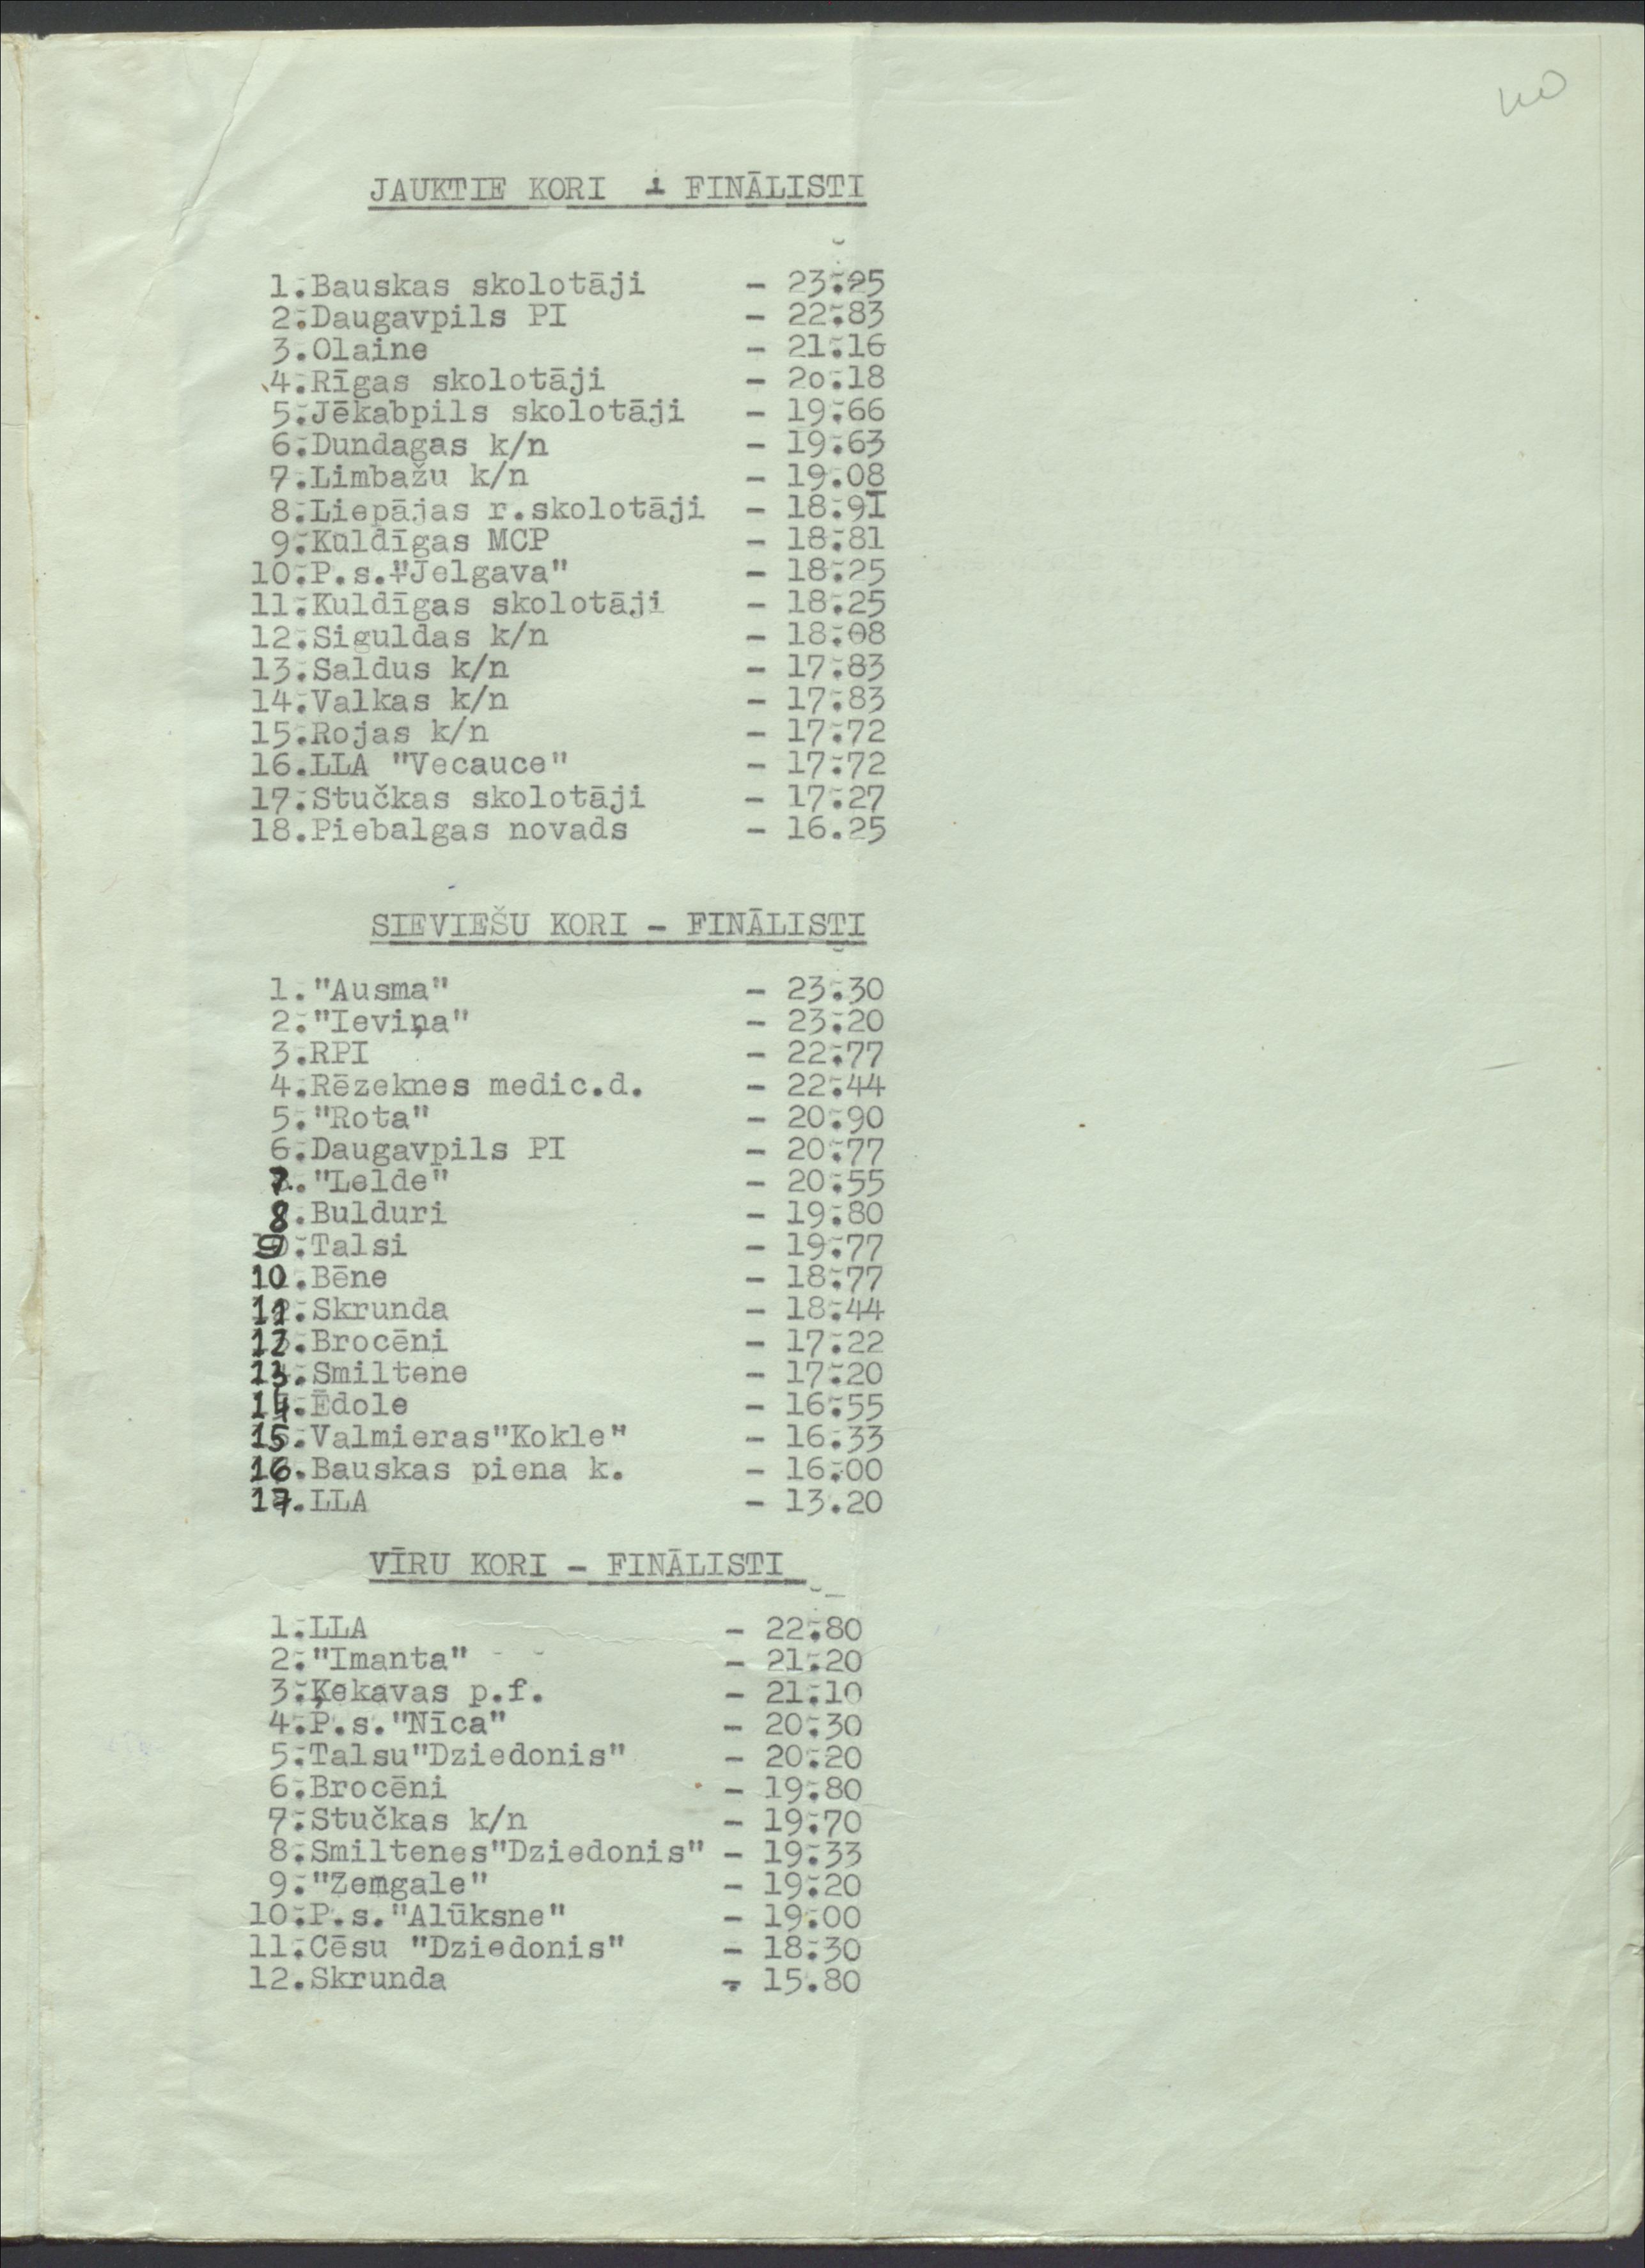 JAUKTIE KORI - FINĀLISTI
1.Bauskas skolotāji - 23.25
2.Daugavpils PI - 22.83
3.Olaine - 21.16
4.Rīgas skolotāji - 2o.18
5.Jēkabpils skolotāji - 19.66
6.Dundagas k/n - 19.63
7.Limbažu k/n - 19.08
8.Liepājas r.skolotāji - 18.91
9.Kuldīgas MCP - 18.81
10.P.s."Jelgava" - 18.25
11.Kuldīgas skolotāji - 18.25
12.Siguldas k/n - 18.08
13.Saldus k/n - 17.83
14.Valkas k/n - 17.83
15.Rojas k/n - 17.72
16.LLA "Vecauce" - 17.72
17.Stučkas skolotāji - 17.27
18.Piebalgas novads - 16.25
SIEVIEŠU KORI - FINĀLISTI
1."Ausma" - 23.30
2."Ieviņa" - 23.20
3.RPI - 22.77
4.Rēzeknes medic.d. - 22.44
5."Rota" - 20.90
6.Daugavpils PI - 20.77
7."Lelde" - 20.55
8.Bulduri - 19.80
9.Talsi - 19.77
10.Bēne - 18.77
11.Skrunda - 18.44
12.Brocēni - 17.22
13.Smiltene - 17.20
14.Ēdole - 16.55
15.Valmieras"Kokle" - 16.33
16.Bauskas piena k. - 16.00
17.LLA - 13.20
VĪRU KORI - FINĀLISTI
1.LLA - 22.80
2."Imanta" - 21.20
3.Ķekavas p.f. - 21.10
4.P.s."Nīca" - 20.30
5.Talsu"Dziedonis" - 20.20
6.Brocēni - 19.80
7.Stučkas k/n - 19.70
8.Smiltenes"Dziedonis" - 19.33
9."Zemgale" - 19.20
10.P.s."Alūksne" - 19.00
11.Cēsu "Dziedonis" - 18.30
12.Skrunda - 15.80